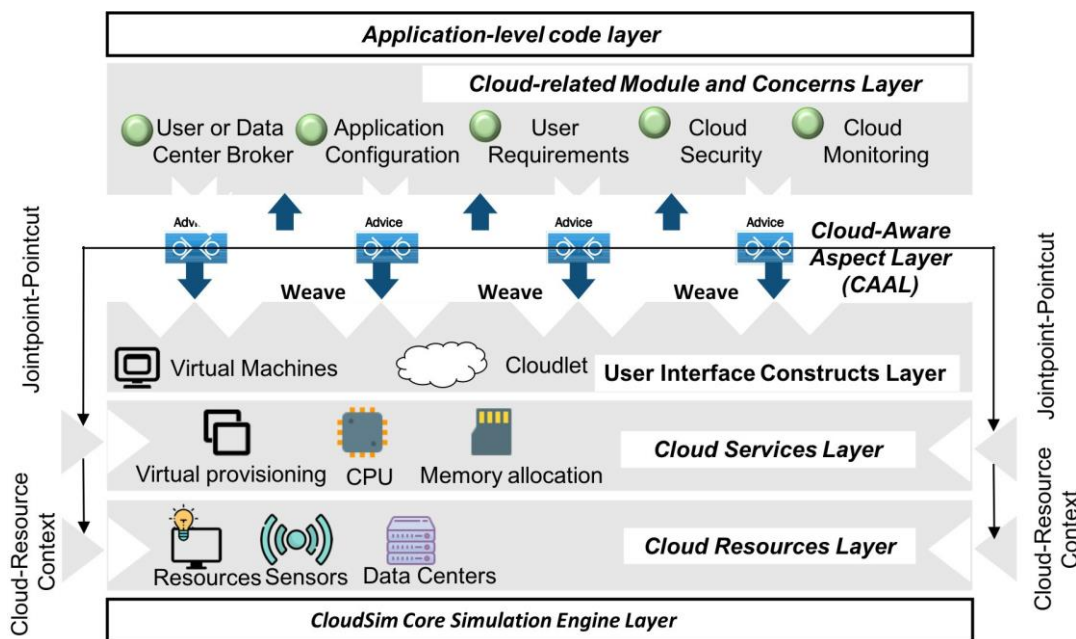 Application-level code layer
Cloud-related Module and Concerns Layer
User or Data
Center Broker
Application
Configuration
User
Requirements
Cloud
Security
Cloud
Monitoring
Advice
Advice
Advice
Cloud-Aware
Aspect Layer
(CAAL)
Weave
Weave
Weave
Jointpoint-Pointcut
Jointpoint-Pointcut
Virtual Machines
Cloudlet
User Interface Constructs Layer
Virtual provisioning
CPU
Memory allocation
Cloud Services Layer
Cloud-Resource
Context
Cloud-Resource
Context
Resources
Sensors
Data Centers
Cloud Resources Layer
CloudSim Core Simulation Engine Layer